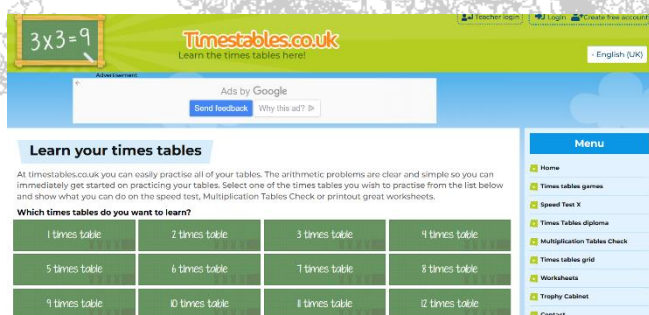 Teacher login
Login
Create free account
3x3=9
Timestables.co.uk
Learn the times tables here!
- English (UK)
Advertisement
Ads by Google
Send feedback
Why this ad?
Learn your times tables
At timestables.co.uk you can easily practise all of your tables. The arithmetic problems are clear and simple so you can
immediately get started on practicing your tables. Select one of the times tables you wish to practise from the list below
and show what you can do on the speed test, Multiplication Tables Check or printout great worksheets.
Which times tables do you want to learn?
1 times table
2 times table
3 times table
4 times table
5 times table
6 times table
7 times table
8 times table
9 times table
10 times table
11 times table
12 times table
Menu
Home
Times tables games
Speed Test X
Times Tables diploma
Multiplication Tables Check
Times tables grid
Worksheets
Trophy Cabinet
Contact